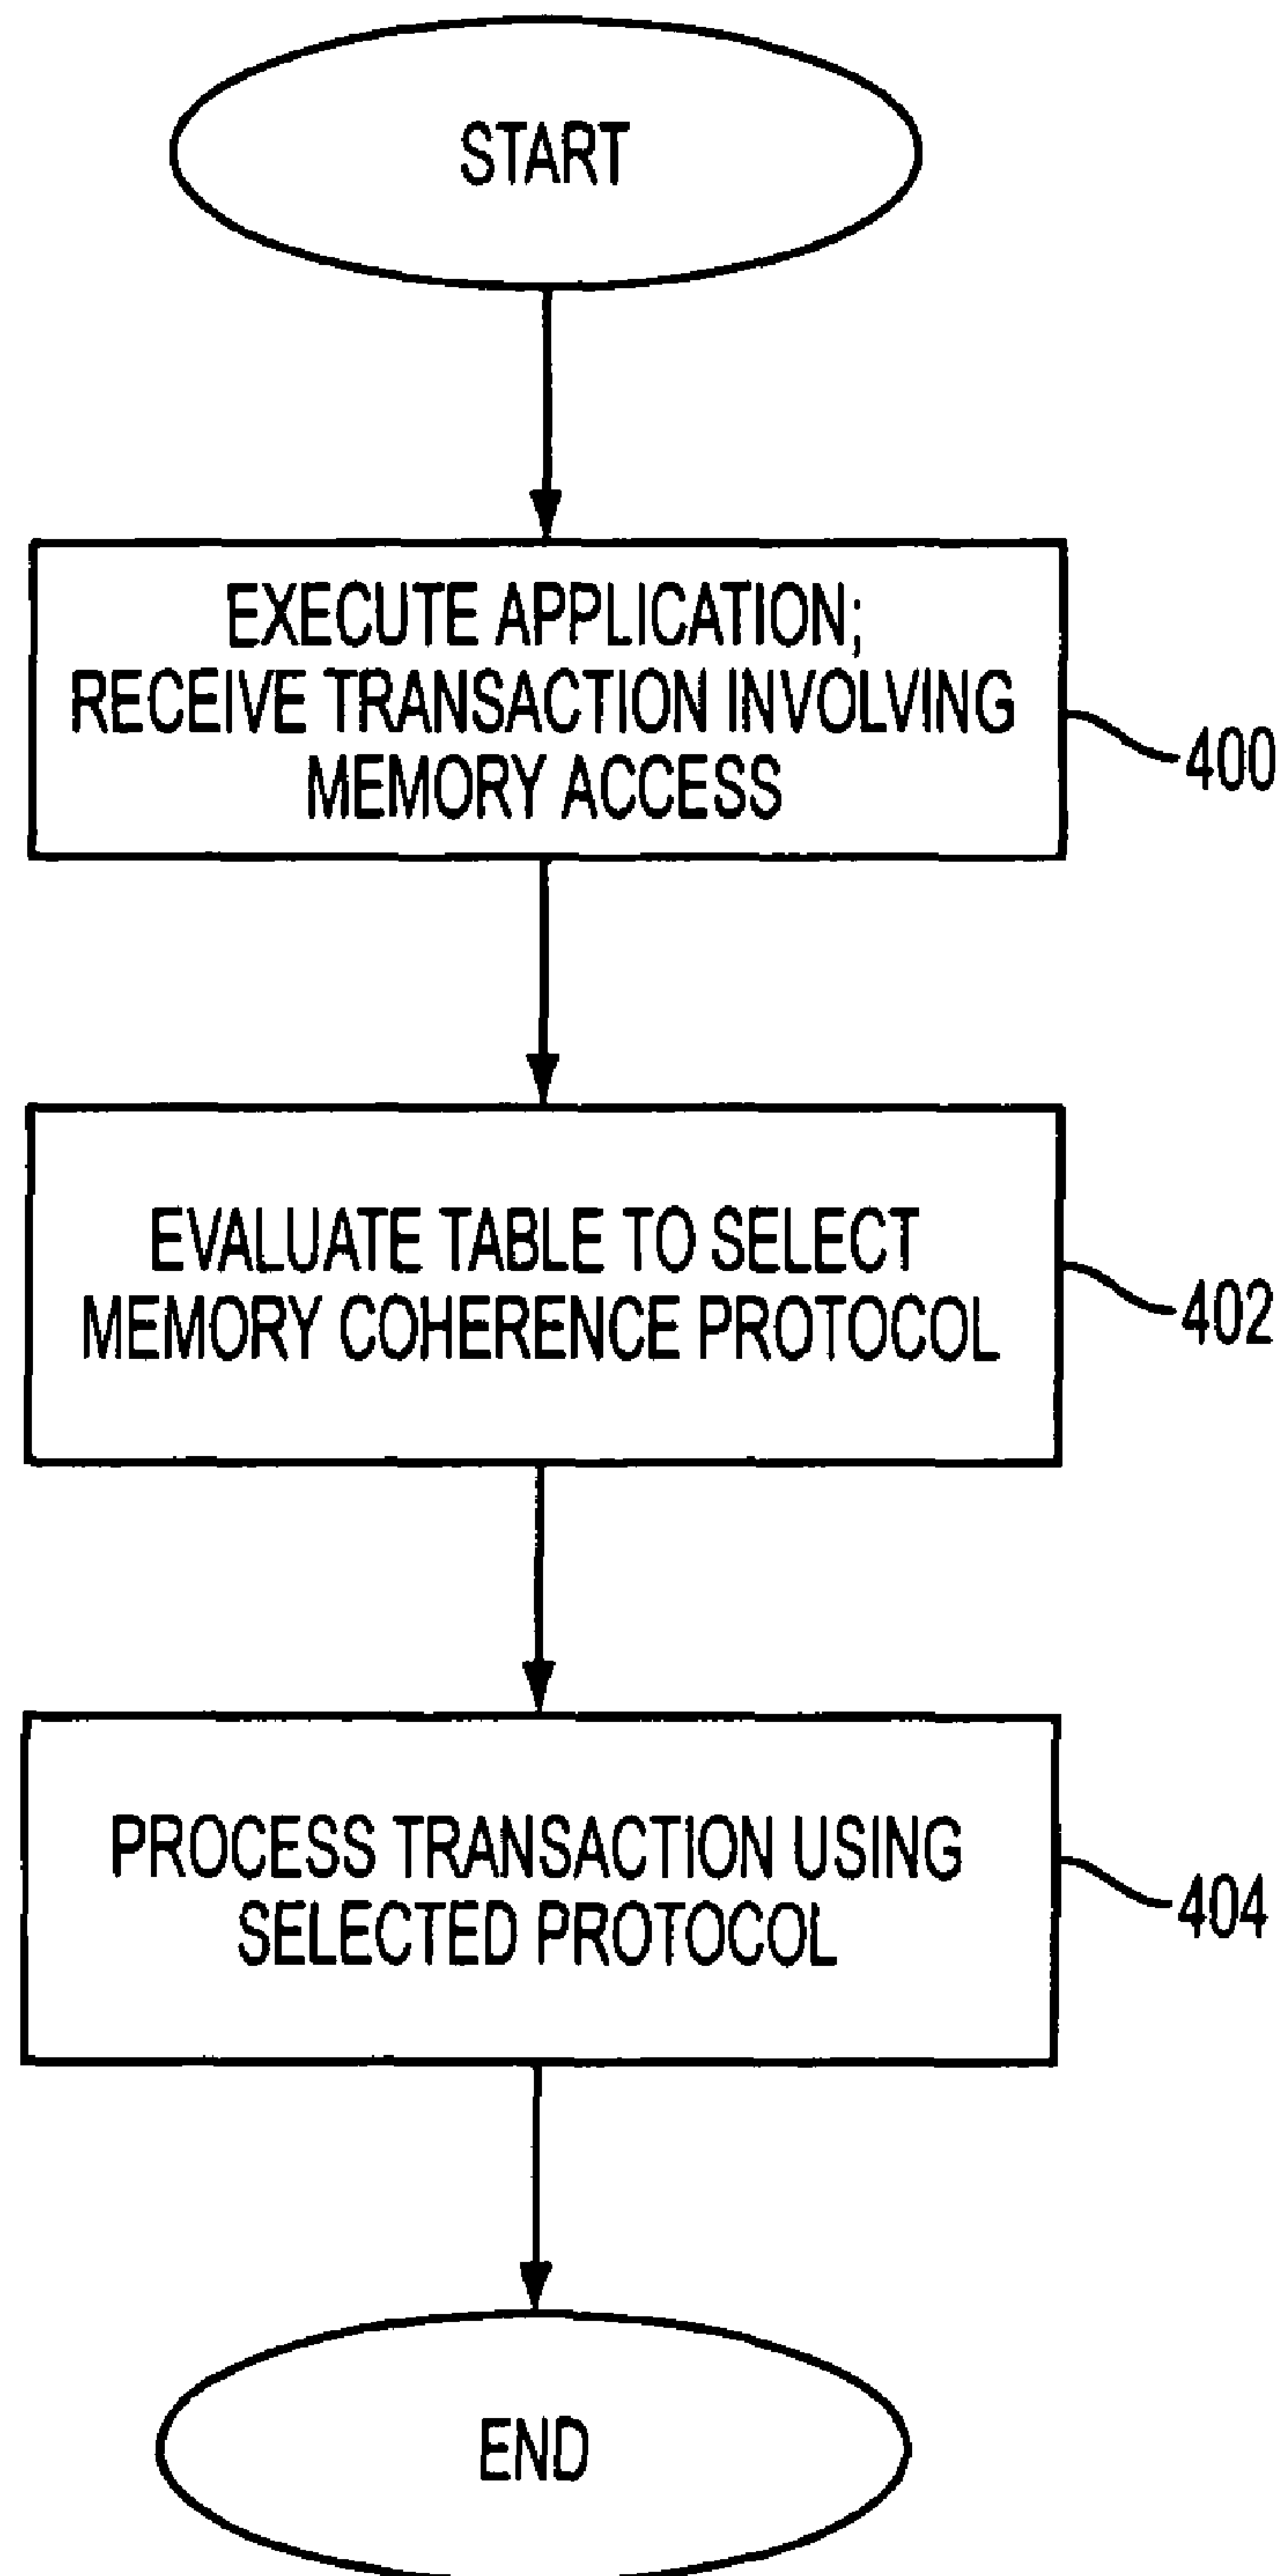 START
EXECUTE APPLICATION;
RECEIVE TRANSACTION INVOLVING
MEMORY ACCESS
400
EVALUATE TABLE TO SELECT
MEMORY COHERENCE PROTOCOL
402
PROCESS TRANSACTION USING
SELECTED PROTOCOL
404
END